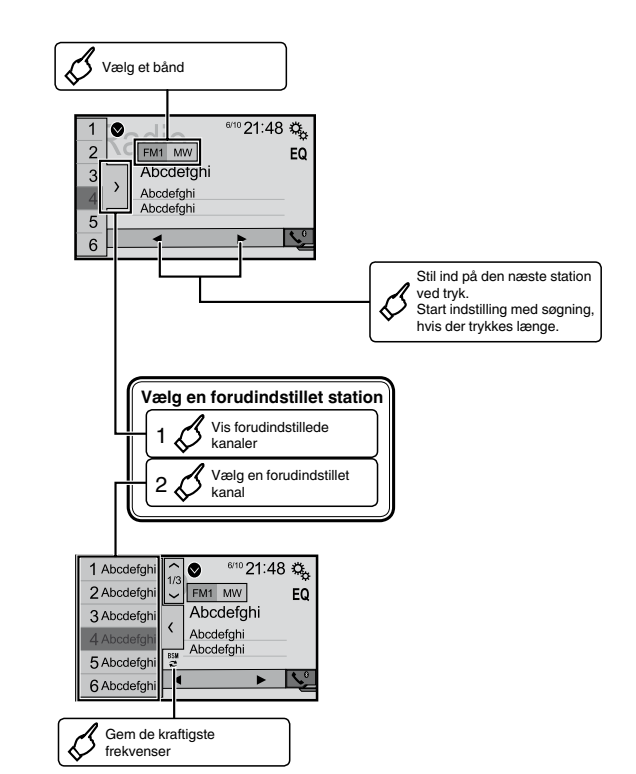 Vælg et bånd
Radio
6/10 21:48
1
2
3
4
5
6
FM1 MW
EQ
Abcdefghi
Abcdefghi
Abcdefghi
Stil ind på den næste station
ved tryk.
Start indstilling med søgning,
hvis der trykkes længe.
Vælg en forudindstillet station
1 Vis forudindstillede
kanaler
2 Vælg en forudindstillet
kanal
1 Abcdefghi
2 Abcdefghi
3 Abcdefghi
4 Abcdefghi
5 Abcdefghi
6 Abcdefghi
1/3
BSM
6/10 21:48
FM1 MW
EQ
Abcdefghi
Abcdefghi
Abcdefghi
Gem de kraftigste
frekvenser